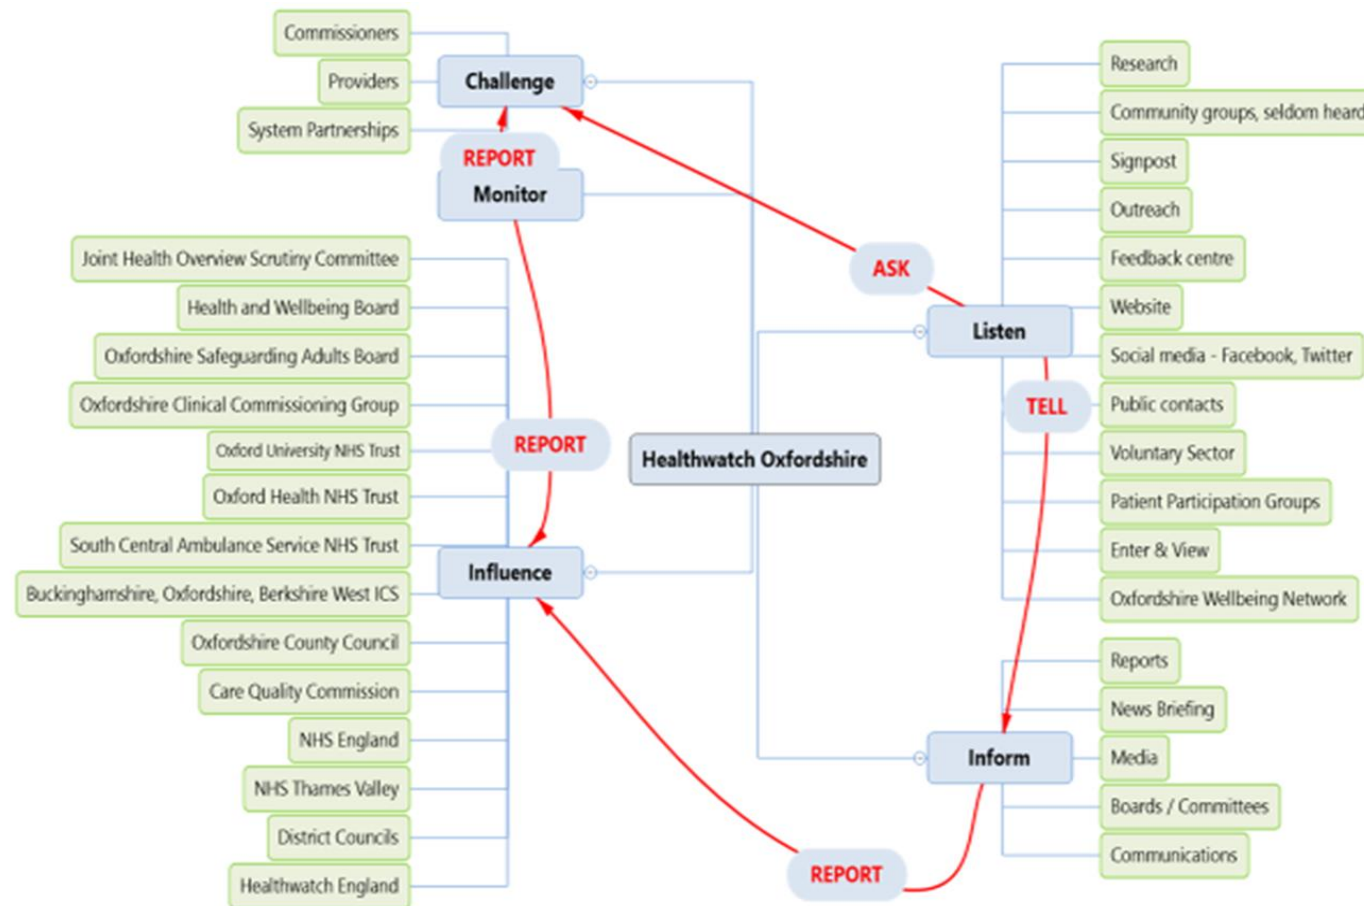 Commissioners
Providers
System Partnerships
Challenge
REPORT
Monitor
Joint Health Overview Scrutiny Committee
Health and Wellbeing Board
Oxfordshire Safeguarding Adults Board
Oxfordshire Clinical Commissioning Group
Oxford University NHS Trust
Oxford Health NHS Trust
South Central Ambulance Service NHS Trust
Buckinghamshire, Oxfordshire, Berkshire West ICS
Oxfordshire County Council
Care Quality Commission
NHS England
NHS Thames Valley
District Councils
Healthwatch England
REPORT
Influence
Healthwatch Oxfordshire
ASK
Listen
TELL
Research
Community groups, seldom heard
Signpost
Outreach
Feedback centre
Website
Social media - Facebook, Twitter
Public contacts
Voluntary Sector
Patient Participation Groups
Enter & View
Oxfordshire Wellbeing Network
Inform
Reports
News Briefing
Media
Boards / Committees
Communications
REPORT